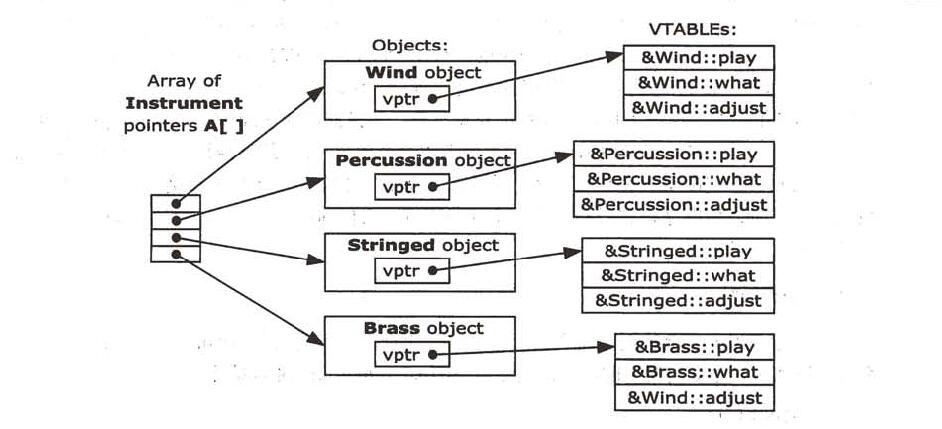 Array of
Instrument
pointers A[ ]
Objects:
Wind object
vptr
Percussion object
vptr
Stringed object
vptr
Brass object
vptr
VTABLEs:
&Wind::play
&Wind::what
&Wind::adjust
&Percussion::play
&Percussion::what
&Percussion::adjust
&Stringed::play
&Stringed::what
&Stringed::adjust
&Brass::play
&Brass::what
&Wind::adjust